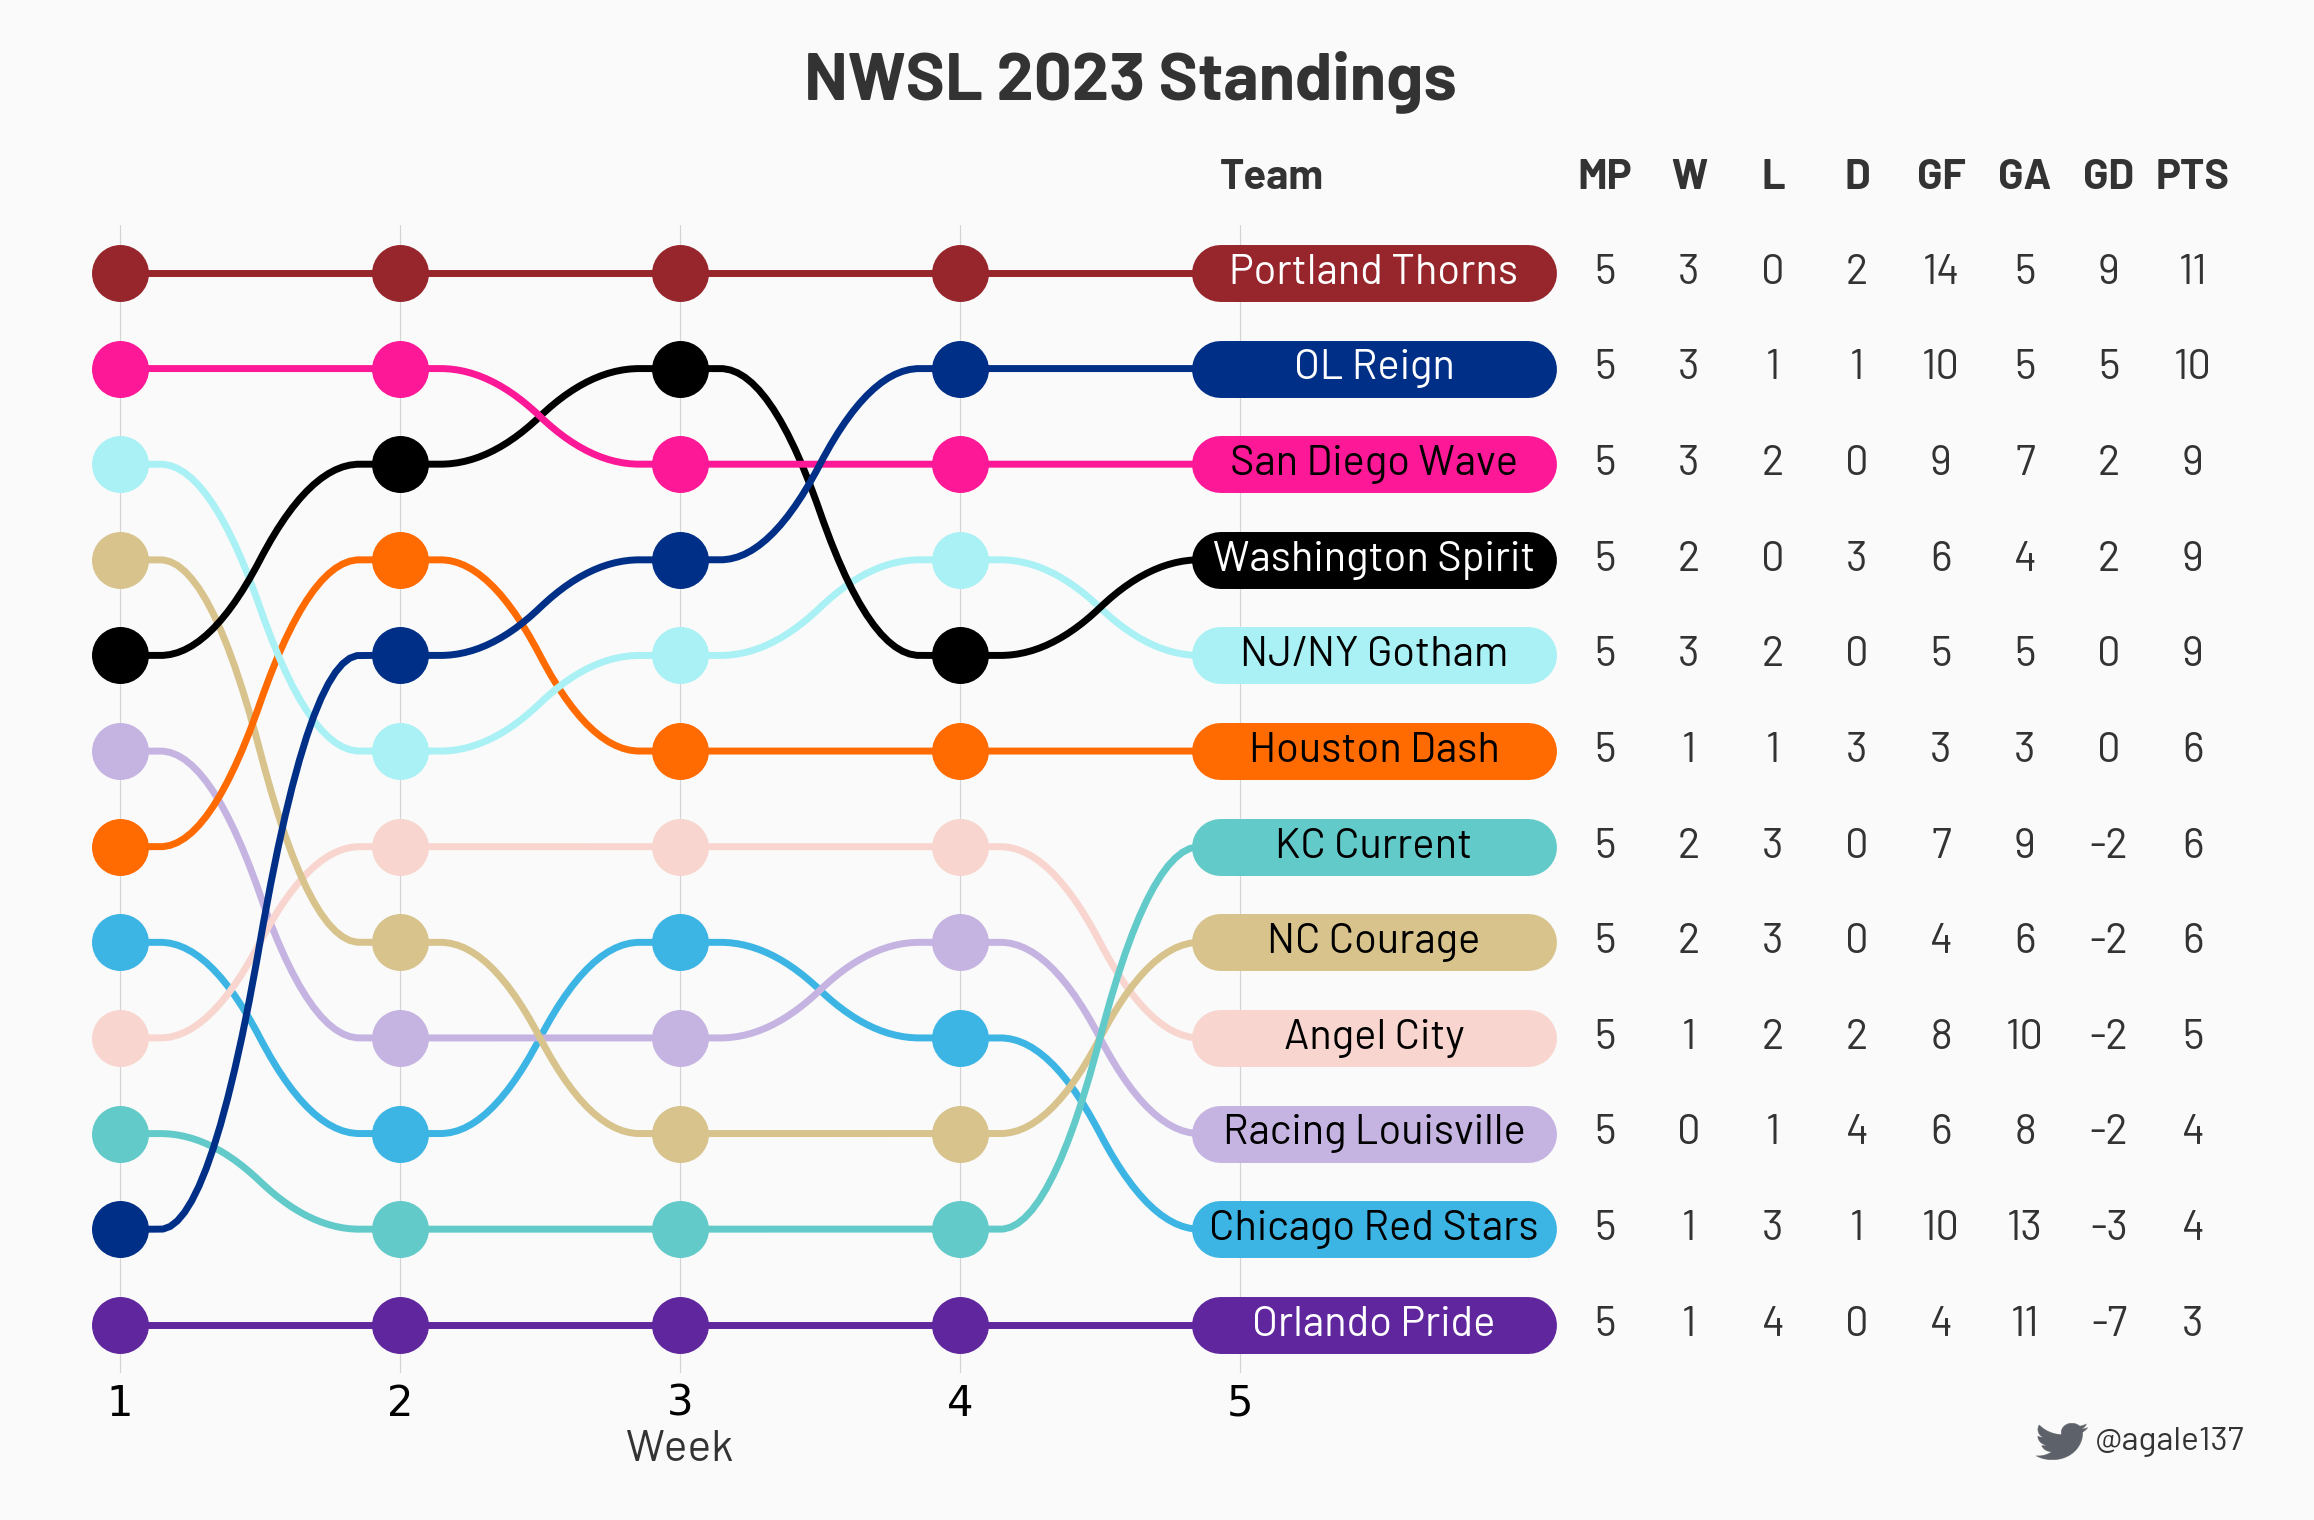 NWSL 2023 Standings
Team MP W L D GF GA GD PTS
Portland Thorns 5 3 0 2 14 5 9 11
OL Reign 5 3 1 1 10 5 5 10
San Diego Wave 5 3 2 0 9 7 2 9
Washington Spirit 5 2 0 3 6 4 2 9
NJ/NY Gotham 5 3 2 0 5 5 0 9
Houston Dash 5 1 1 3 3 3 0 6
KC Current 5 2 3 0 7 9 -2 6
NC Courage 5 2 3 0 4 6 -2 6
Angel City 5 1 2 2 8 10 -2 5
Racing Louisville 5 0 1 4 6 8 -2 4
Chicago Red Stars 5 1 3 1 10 13 -3 4
Orlando Pride 5 1 4 0 4 11 -7 3
1 2 3 4 5
Week
@agale137